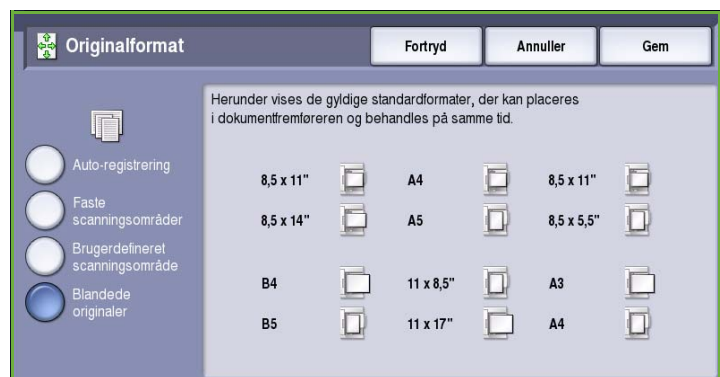 Originalformat
Fortryd
Annuller
Gem
Herunder vises de gyldige standardformater, der kan placeres
i dokumentfremføreren og behandles på samme tid.
Auto-registrering
Faste
scanningsområder
Brugerdefineret
scanningsområde
Blandede
originaler
8,5 x 11" A4 8,5 x 11"
8,5 x 14" A5 8,5 x 5,5"
B4 11 x 8,5" A3
B5 11 x 17" A4